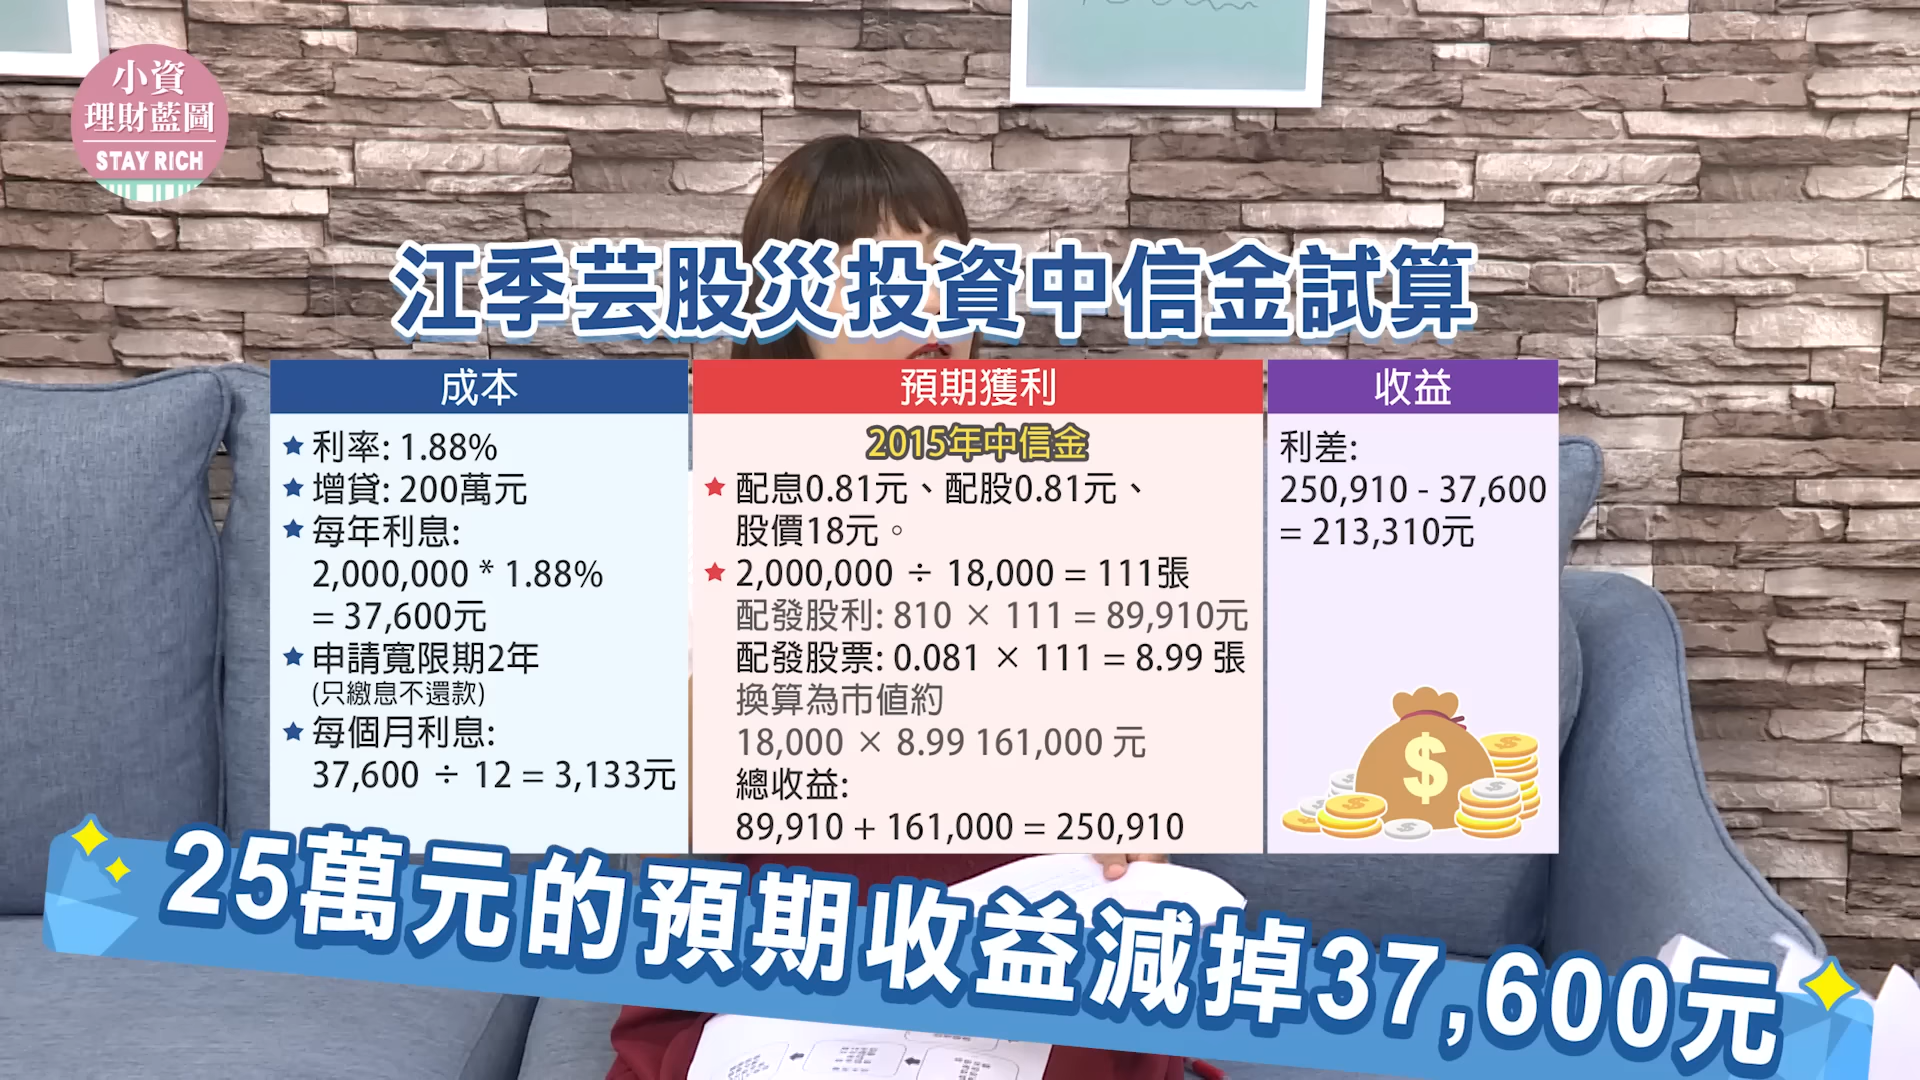 小資
理財藍圖
STAY RICH
江季芸股災投資中信金試算
成本
利率: 1.88%
增貸: 200萬元
每年利息:
2,000,000 * 1.88%
= 37,600元
申請寬限期2年
(只繳息不還款)
每個月利息:
37,600 ÷ 12 = 3,133元
預期獲利
2015年中信金
配息0.81元、配股0.81元、
股價18元。
2,000,000 ÷ 18,000 = 111張
配發股利: 810 × 111 = 89,910元
配發股票: 0.081 × 111 = 8.99 張
換算為市值約
18,000 × 8.99 161,000 元
總收益:
89,910 + 161,000 = 250,910
收益
利差:
250,910 - 37,600
= 213,310元
25萬元的預期收益減掉37,600元